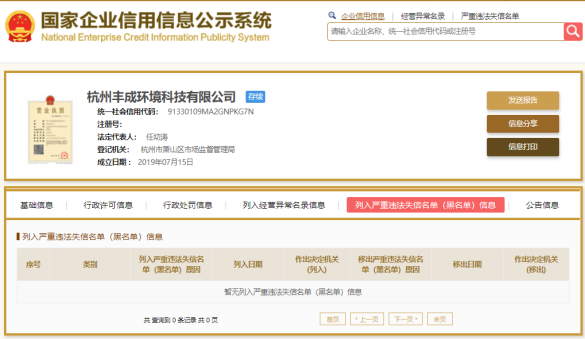 国家企业信用信息公示系统
National Enterprise Credit Information Publicity System
企业信用信息 | 经营异常名录 | 严重违法失信名单
请输入企业名称、统一社会信用代码或注册号
杭州丰成环境科技有限公司 存续
统一社会信用代码: 91330109MA2GNPKG7N
注册号:
法定代表人: 任幼涛
登记机关: 杭州市萧山区市场监督管理局
成立日期: 2019年07月15日
发送报告
信息分享
信息打印
营业执照
基础信息 | 行政许可信息 | 行政处罚信息 | 列入经营异常名录信息 | 列入严重违法失信名单(黑名单)信息 | 公告信息
列入严重违法失信名单(黑名单)信息
序号 类别 列入严重违法失信名单(黑名单)原因 列入日期 作出决定机关(列入) 移出严重违法失信名单(黑名单)原因 移出日期 作出决定机关(移出)
暂无列入严重违法失信名单(黑名单)信息
共 查询到 0 条记录 共 0 页 首页 上一页 下一页 末页